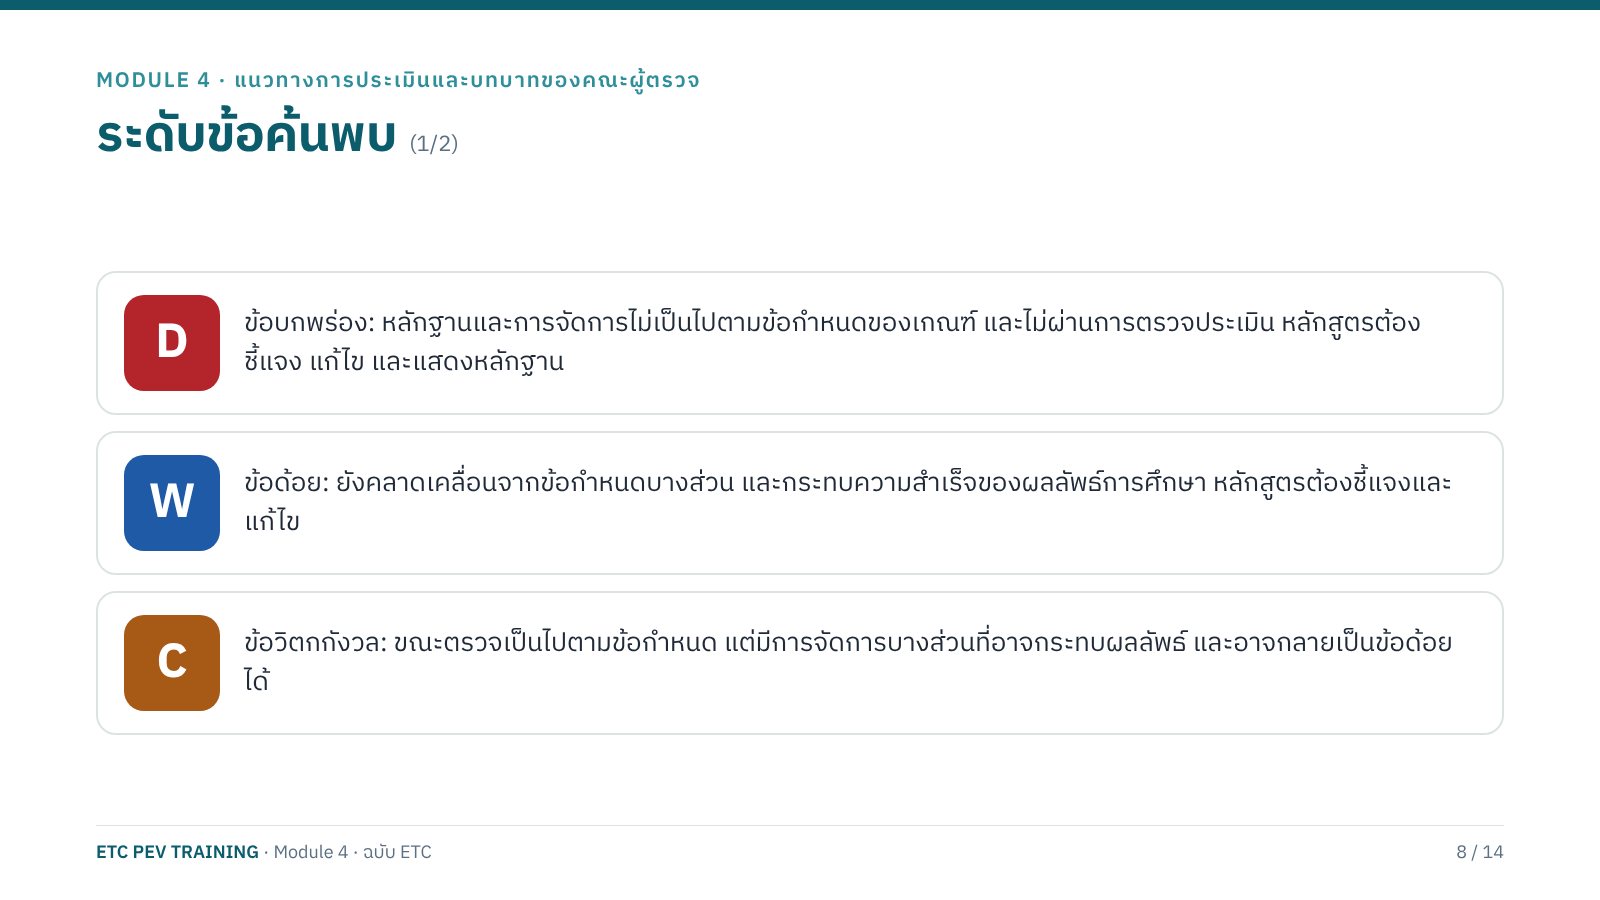 MODULE 4 · แนวทางการประเมินและบทบาทของคณะผู้ตรวจ
ระดับข้อค้นพบ (1/2)
D
ข้อบกพร่อง: หลักฐานและการจัดการไม่เป็นไปตามข้อกำหนดของเกณฑ์ และไม่ผ่านการตรวจประเมิน หลักสูตรต้อง
ชี้แจง แก้ไข และแสดงหลักฐาน
W
ข้อด้อย: ยังคลาดเคลื่อนจากข้อกำหนดบางส่วน และกระทบความสำเร็จของผลลัพธ์การศึกษา หลักสูตรต้องชี้แจงและ
แก้ไข
C
ข้อวิตกกังวล: ขณะตรวจเป็นไปตามข้อกำหนด แต่มีการจัดการบางส่วนที่อาจกระทบผลลัพธ์ และอาจกลายเป็นข้อด้อย
ได้
ETC PEV TRAINING · Module 4 · ฉบับ ETC
8 / 14